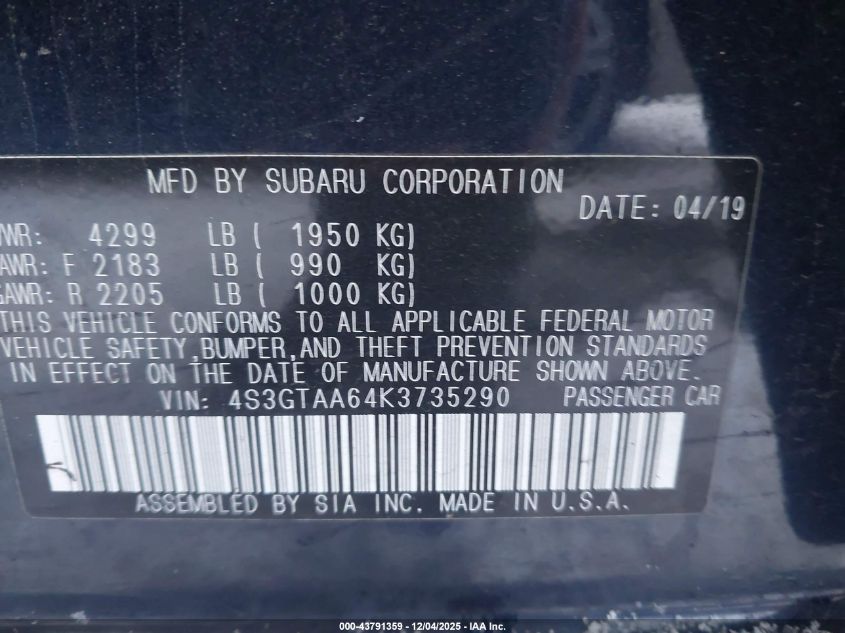 MFD BY SUBARU CORPORATION
DATE: 04/19
VWR: 4299 LB ( 1950 KG)
AWR: F 2183 LB ( 990 KG)
GAWR: R 2205 LB ( 1000 KG)
THIS VEHICLE CONFORMS TO ALL APPLICABLE FEDERAL MOTOR
VEHICLE SAFETY,BUMPER,AND THEFT PREVENTION STANDARDS
IN EFFECT ON THE DATE OF MANUFACTURE SHOWN ABOVE.
VIN: 4S3GTAA64K3735290 PASSENGER CAR
ASSEMBLED BY SIA INC. MADE IN U.S.A.
000-43791359 - 12/04/2025 - IAA Inc.